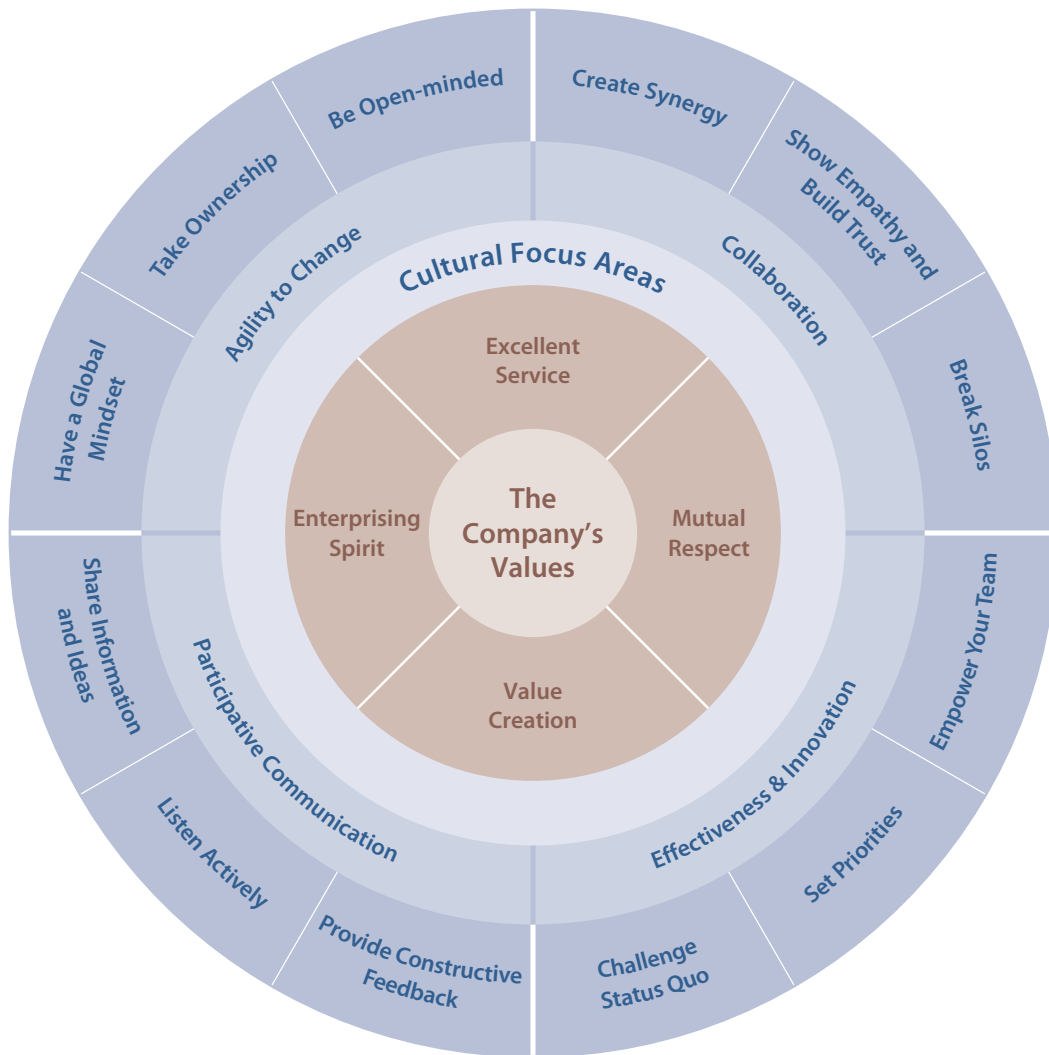 Be Open-minded
Create Synergy
Take Ownership
Show Empathy and
Build Trust
Have a Global
Mindset
Break Silos
Agility to Change
Collaboration
Cultural Focus Areas
Excellent
Service
Enterprising
Spirit
The
Company’s
Values
Mutual
Respect
Value
Creation
Participative Communication
Effectiveness & Innovation
Share Information
and Ideas
Empower Your Team
Listen Actively
Set Priorities
Provide Constructive
Feedback
Challenge
Status Quo